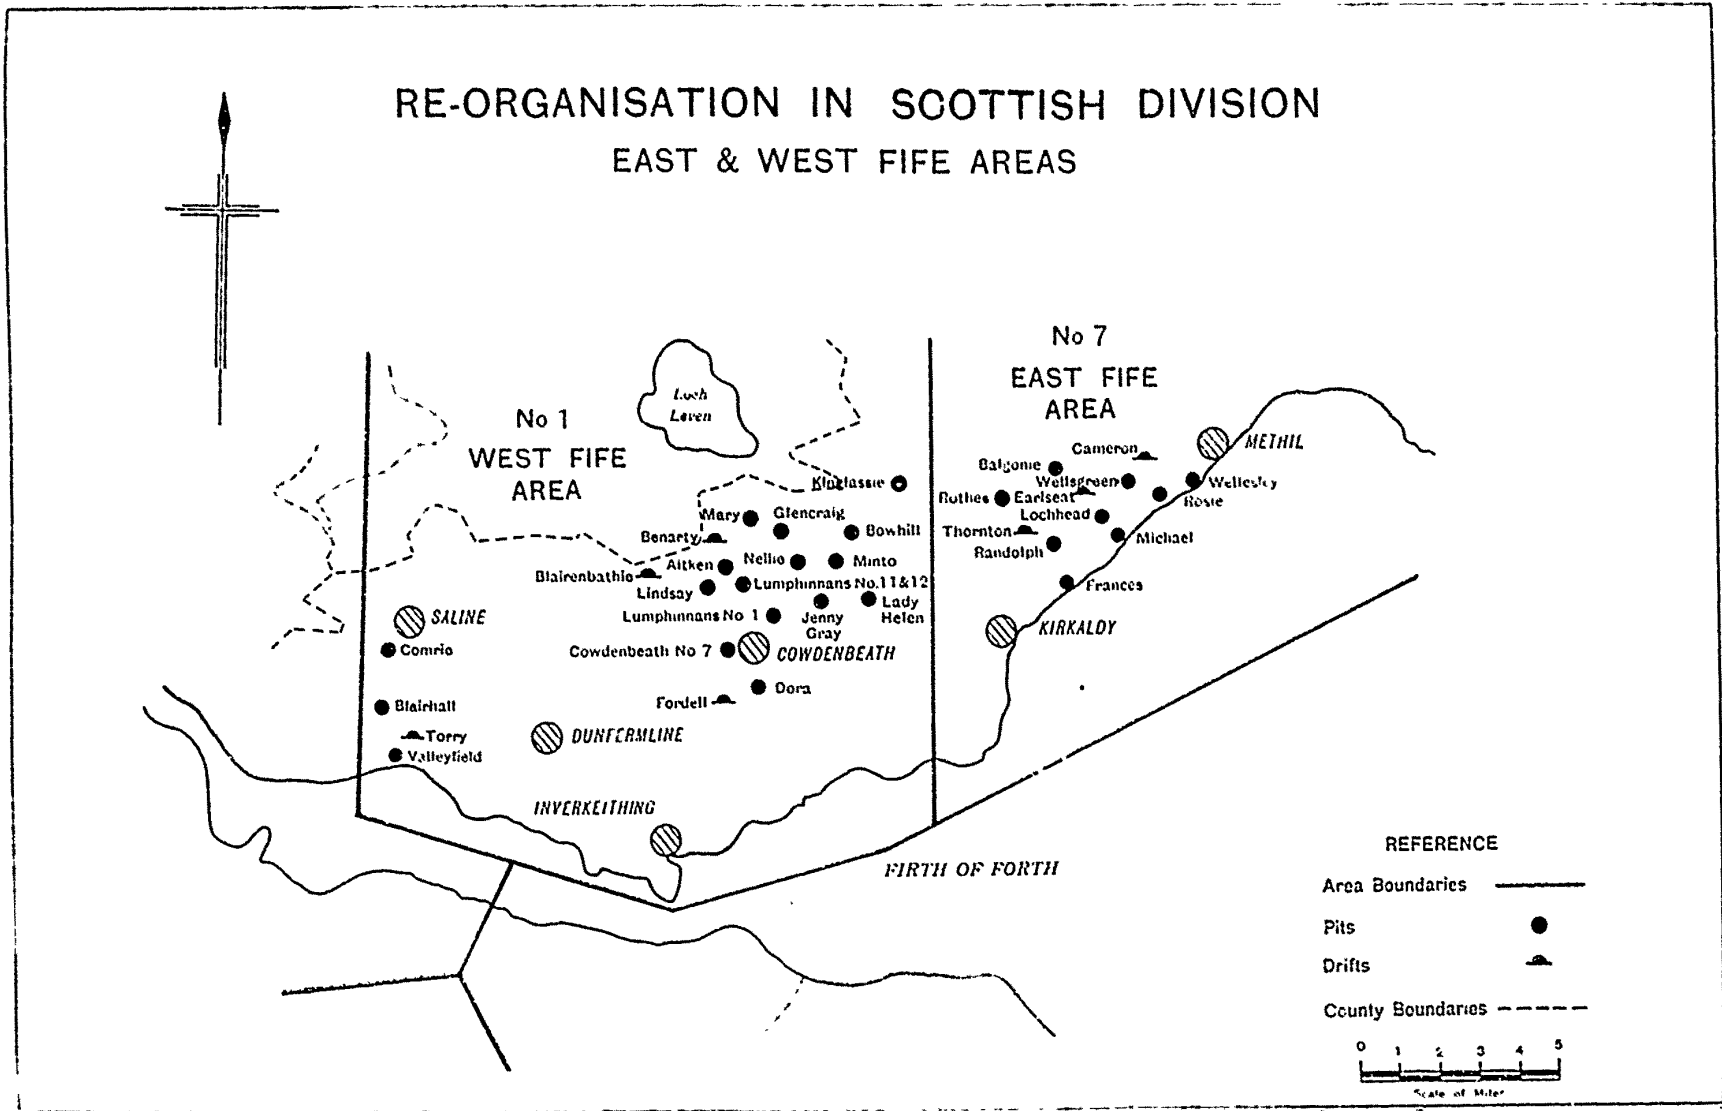 RE-ORGANISATION IN SCOTTISH DIVISION
EAST & WEST FIFE AREAS
No 7
EAST FIFE
AREA
No 1
WEST FIFE
AREA
Loch
Leven
METHIL
Cameron
Balgonie
Wellsgreen
Wellesley
Kinglassie
Rothes
Earlseat
Rosie
Mary
Glencraig
Lochhead
Benarty
Bowhill
Thornton
Michael
Randolph
Aitken
Nellie
Minto
Blairenbathie
Lindsay
Lumphinnans No. 11 & 12
Frances
Lumphinnans No 1
Jenny
Gray
Lady
Helen
SALINE
KIRKALDY
Comrie
Cowdenbeath No 7
COWDENBEATH
Dora
Fordell
Blairhall
Torry
DUNFERMLINE
Valleyfield
INVERKEITHING
FIRTH OF FORTH
REFERENCE
Area Boundaries
Pits
Drifts
County Boundaries
0 1 2 3 4 5
Scale of Miles